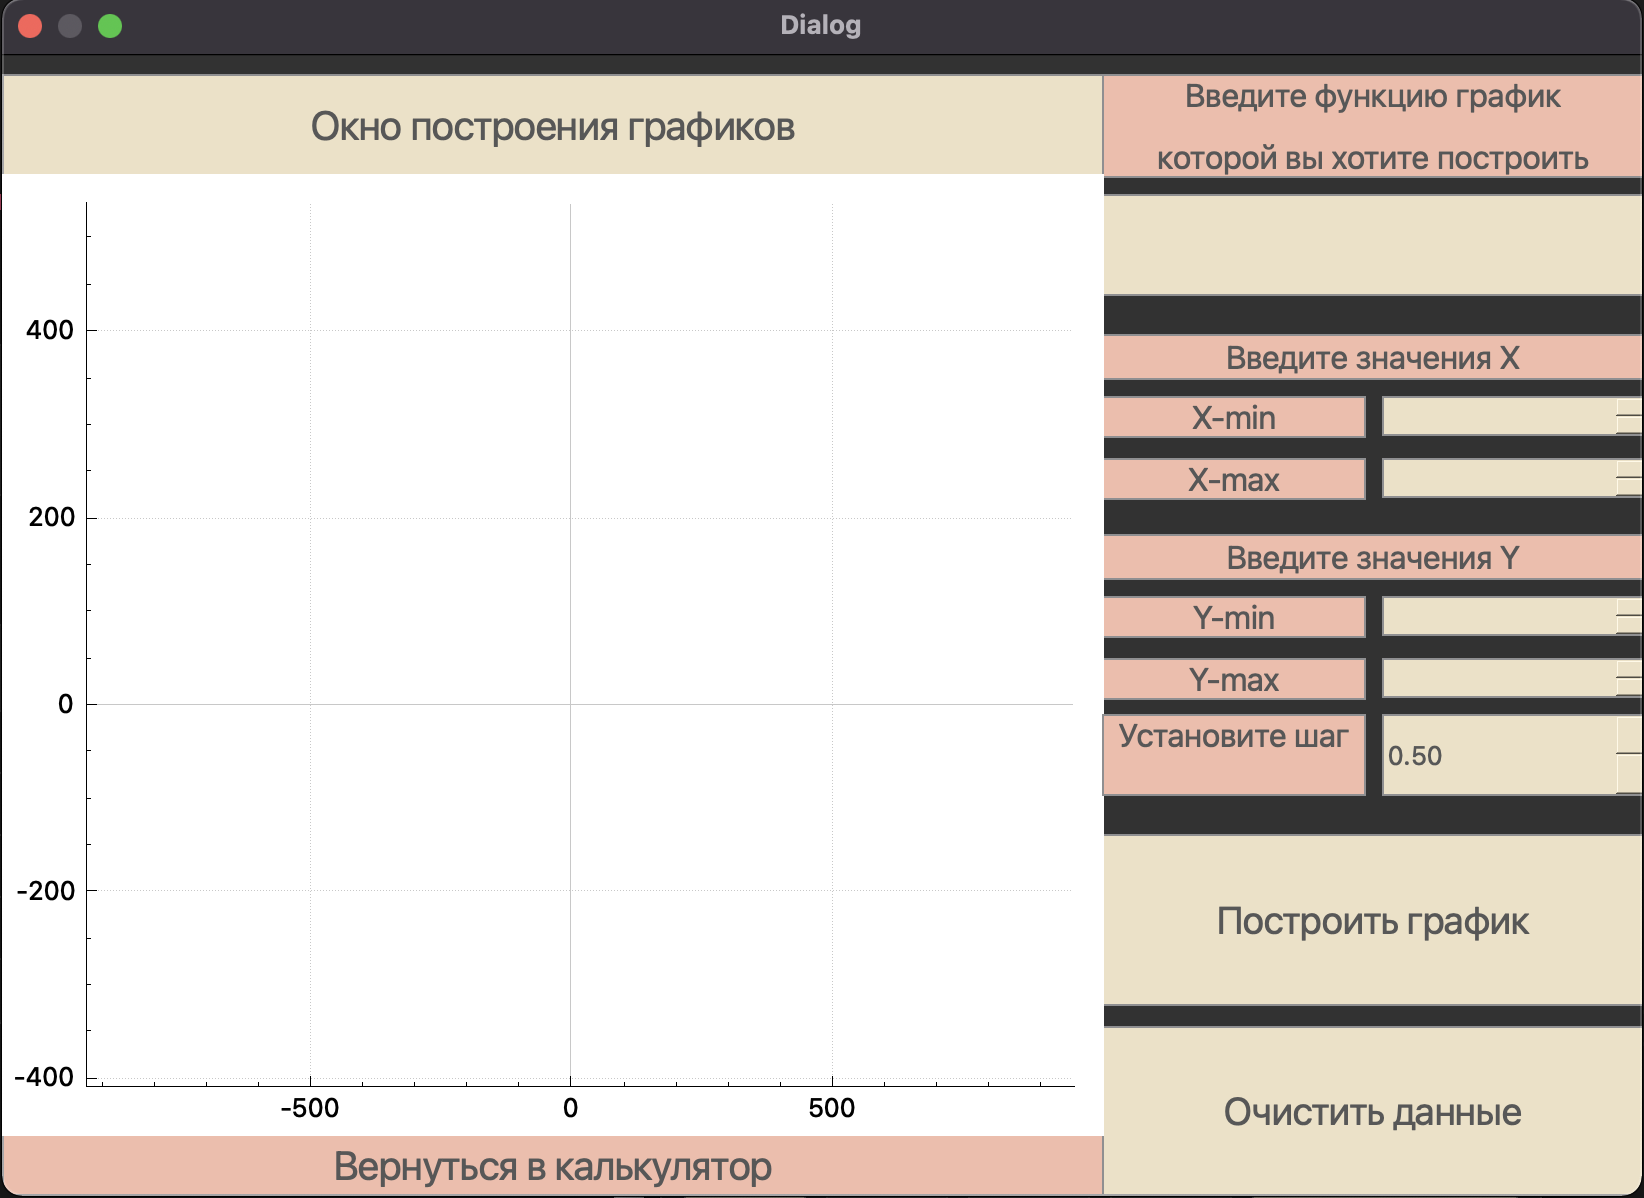 Dialog
Окно построения графиков
Введите функцию график
которой вы хотите построить
400
200
0
-200
-400
-500
0
500
Вернуться в калькулятор
Введите значения X
X-min
X-max
Введите значения Y
Y-min
Y-max
Установите шаг
0.50
Построить график
Очистить данные